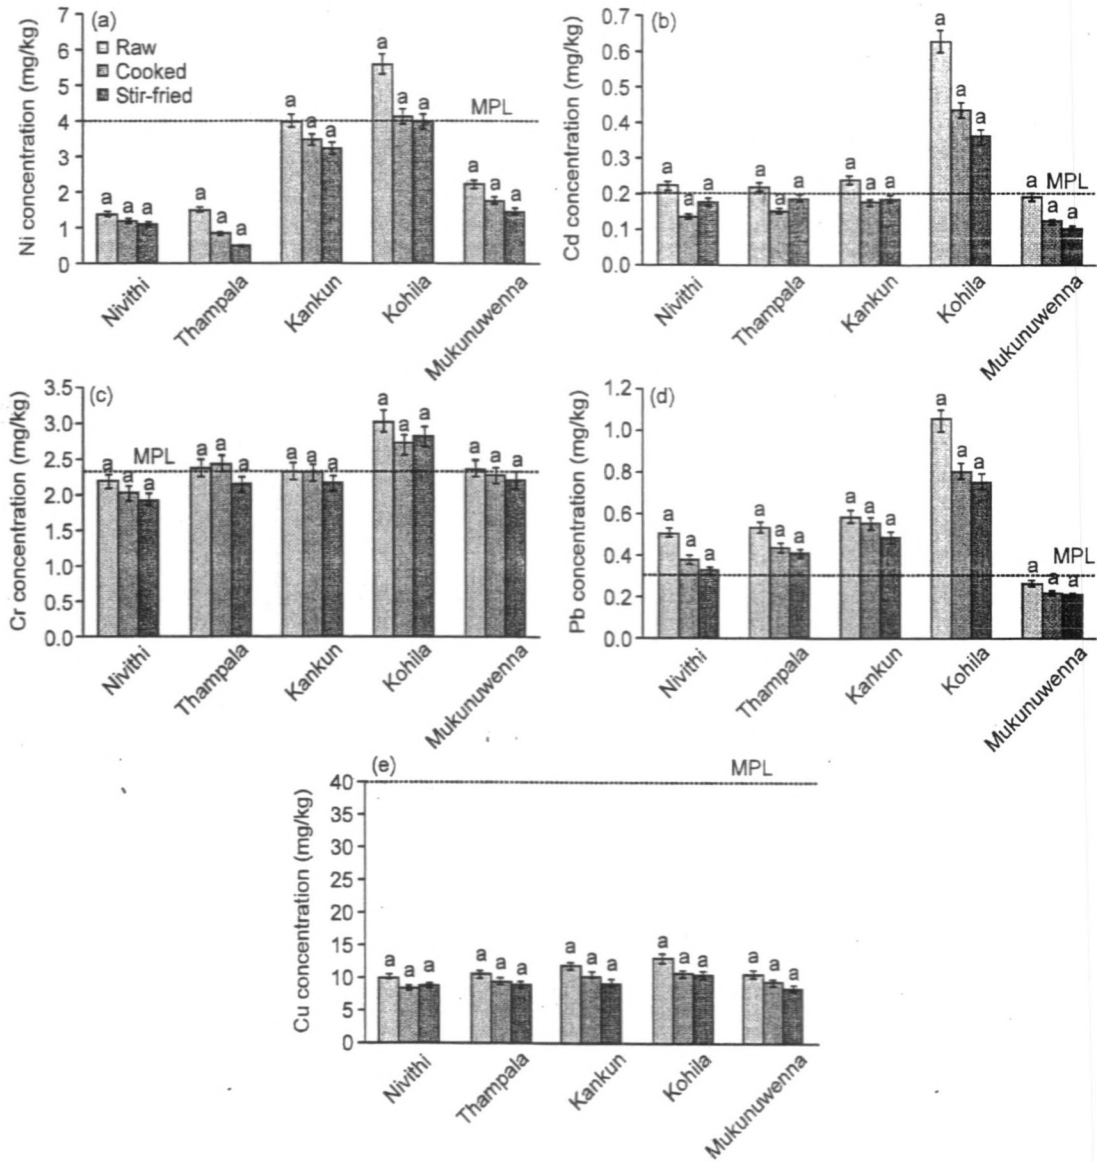 (a)
Ni concentration (mg/kg)
7
6
5
4
3
2
1
0
Raw
Cooked
Stir-fried
MPL
a a a
a a a
a a a
a a a
a a a
Nivithi
Thampala
Kankun
Kohila
Mukunuwenna
(b)
Cd concentration (mg/kg)
0.7
0.6
0.5
0.4
0.3
0.2
0.1
0.0
MPL
a a a
a a a
a a a
a a a
a a a
Nivithi
Thampala
Kankun
Kohila
Mukunuwenna
(c)
Cr concentration (mg/kg)
3.5
3.0
2.5
2.0
1.5
1.0
0.5
0.0
MPL
a a a
a a a
a a a
a a a
a a a
Nivithi
Thampala
Kankun
Kohila
Mukunuwenna
(d)
Pb concentration (mg/kg)
1.2
1.0
0.8
0.6
0.4
0.2
0.0
MPL
a a a
a a a
a a a
a a a
a a a
Nivithi
Thampala
Kankun
Kohila
Mukunuwenna
(e)
Cu concentration (mg/kg)
40
35
30
25
20
15
10
5
0
MPL
a a a
a a a
a a a
a a a
a a a
Nivithi
Thampala
Kankun
Kohila
Mukunuwenna